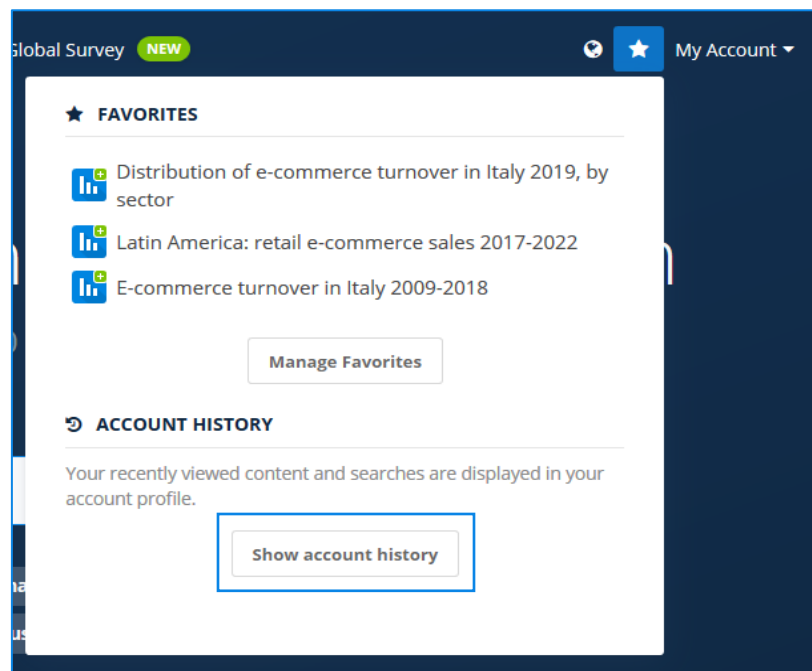 Global Survey NEW My Account
FAVORITES
Distribution of e-commerce turnover in Italy 2019, by
sector
Latin America: retail e-commerce sales 2017-2022
E-commerce turnover in Italy 2009-2018
Manage Favorites
ACCOUNT HISTORY
Your recently viewed content and searches are displayed in your
account profile.
Show account history